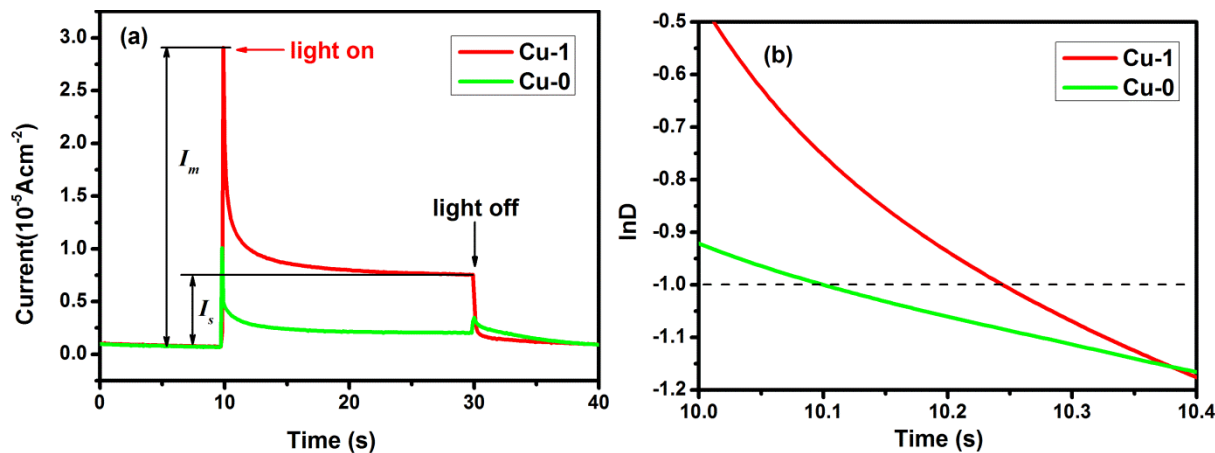 (a)
light on
Cu-1
Cu-0
I_m
light off
I_s
Current(10⁻⁵Acm⁻²)
3.0
2.5
2.0
1.5
1.0
0.5
0.0
0 10 20 30 40
Time (s)
(b)
Cu-1
Cu-0
lnD
-0.5
-0.6
-0.7
-0.8
-0.9
-1.0
-1.1
-1.2
10.0 10.1 10.2 10.3 10.4
Time (s)